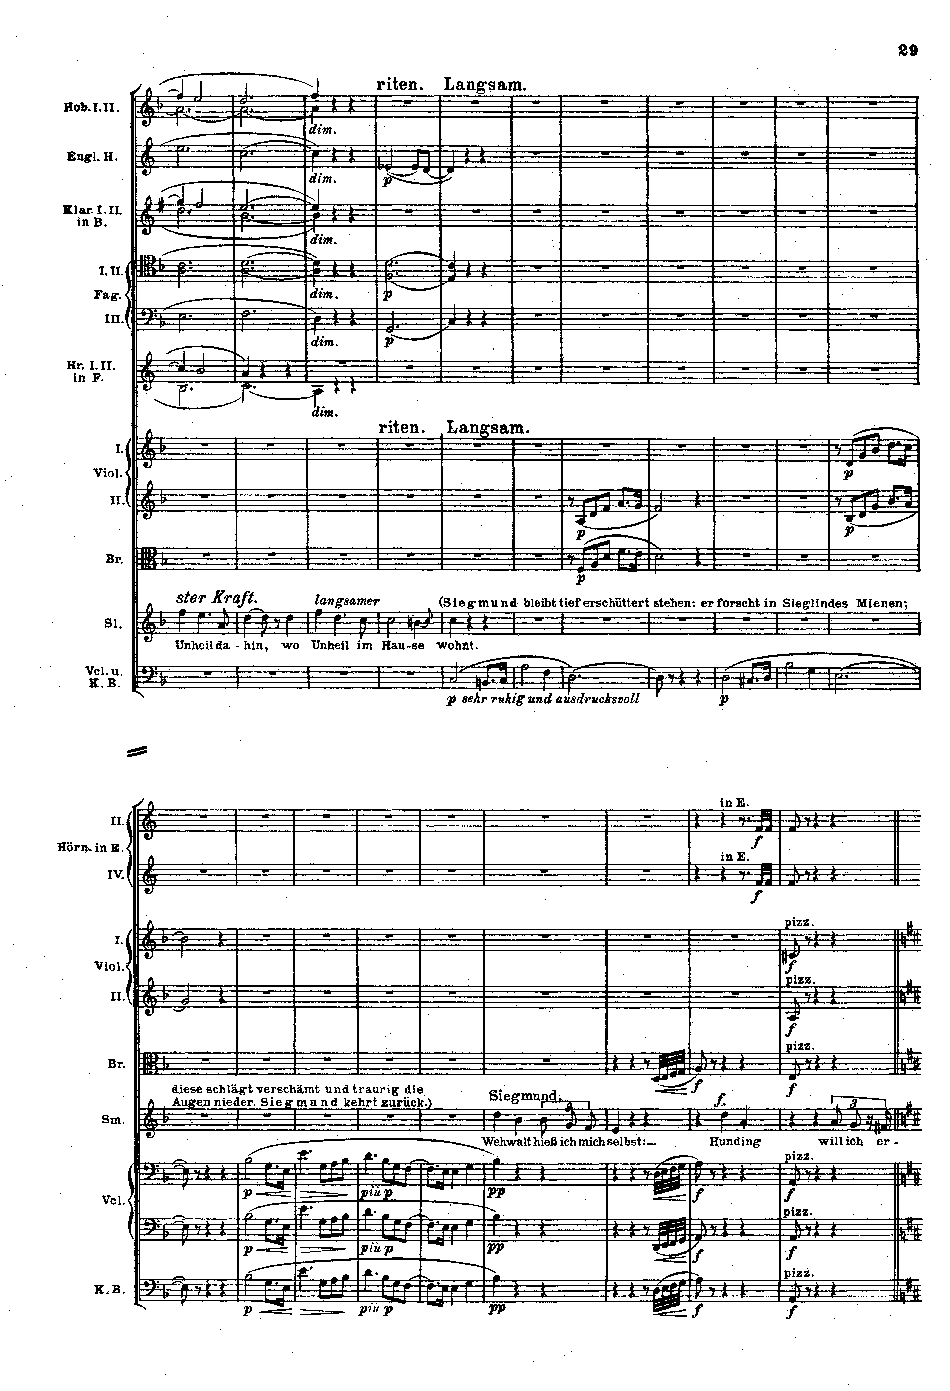 29
riten. Langsam.
Hob. I. II.
dim.
Engl. H.
dim. p
Klar. I. II.
in B.
dim.
I. II.
dim. p
Fag.
III.
dim. p
Hr. I. II.
in F.
dim.
riten. Langsam.
I.
p
Viol.
II.
p p
Br.
p
ster Kraft. langsamer (Siegmund bleibt tief erschüttert stehen: er forscht in Sieglindes Mienen;
Sl.
Unheil da - hin, wo Unheil im Hau-se wohnt.
Vcl. u.
K. B.
p sehr ruhig und ausdrucksvoll p
in E.
II.
f
Hörn. in E.
in E.
IV.
f
pizz.
I.
f
Viol.
pizz.
II.
f
pizz.
Br.
f f
diese schlägt verschämt und traurig die
Augen nieder. Siegmund kehrt zurück.)
Siegmund.
3 f. 3
Sm.
Wehwalt hieß ich mich selbst:— Hunding will ich er -
pizz.
p più p pp f f
Vcl.
pizz.
p più p pp f f
pizz.
K. B.
p più p pp f f